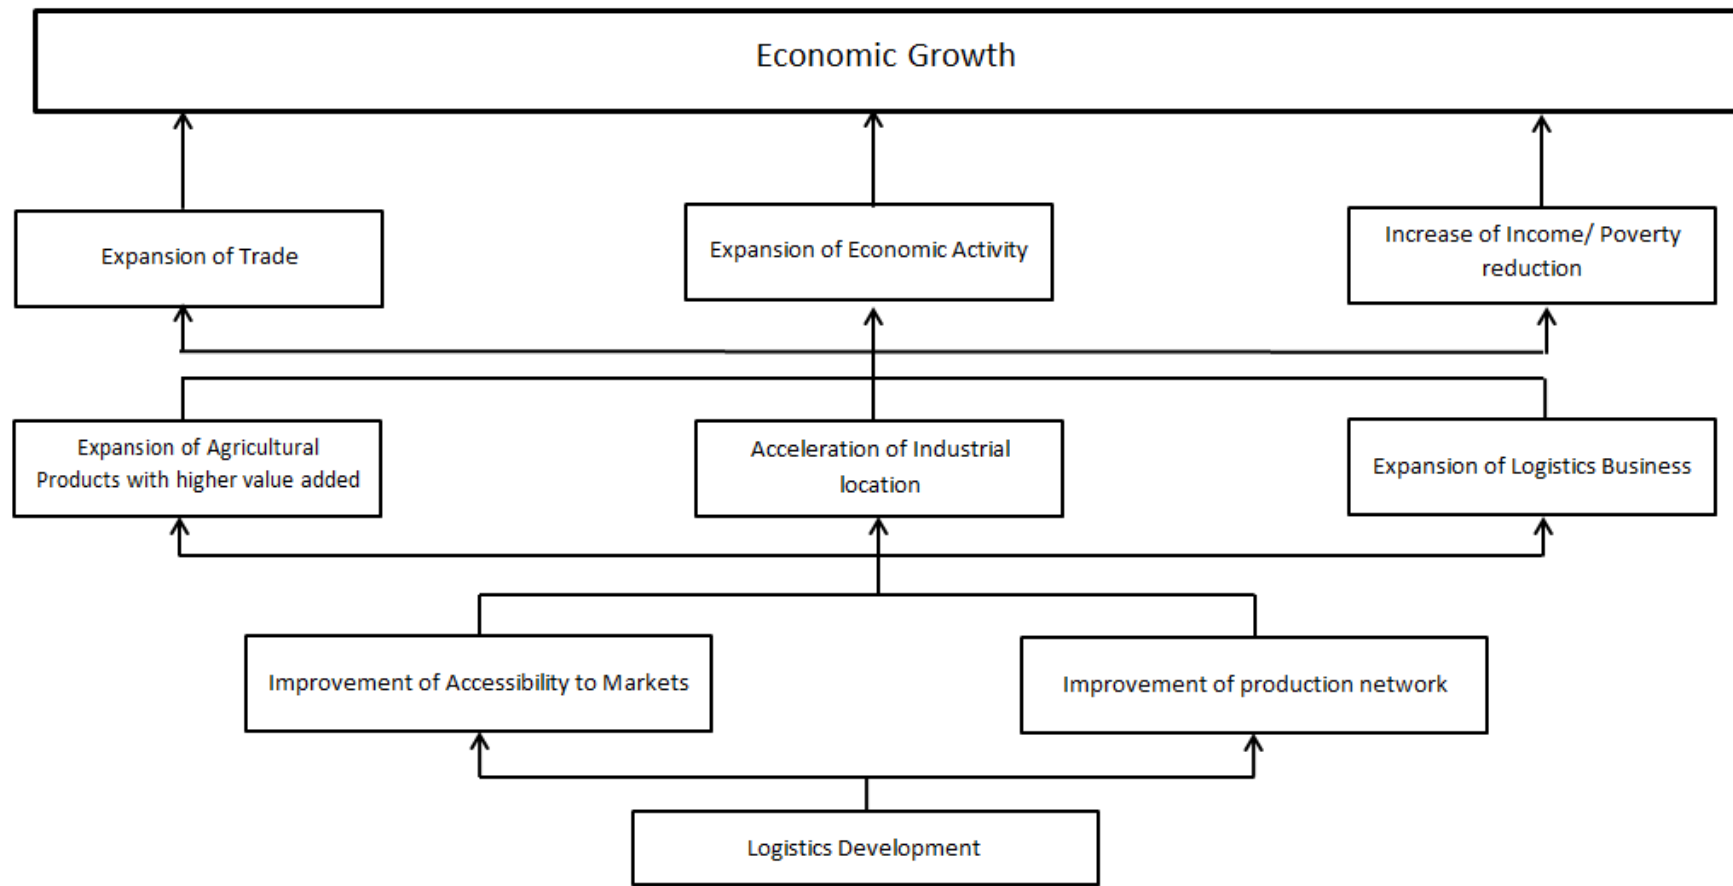 Economic Growth
Expansion of Trade
Expansion of Economic Activity
Increase of Income/ Poverty
reduction
Expansion of Agricultural
Products with higher value added
Acceleration of Industrial
location
Expansion of Logistics Business
Improvement of Accessibility to Markets
Improvement of production network
Logistics Development